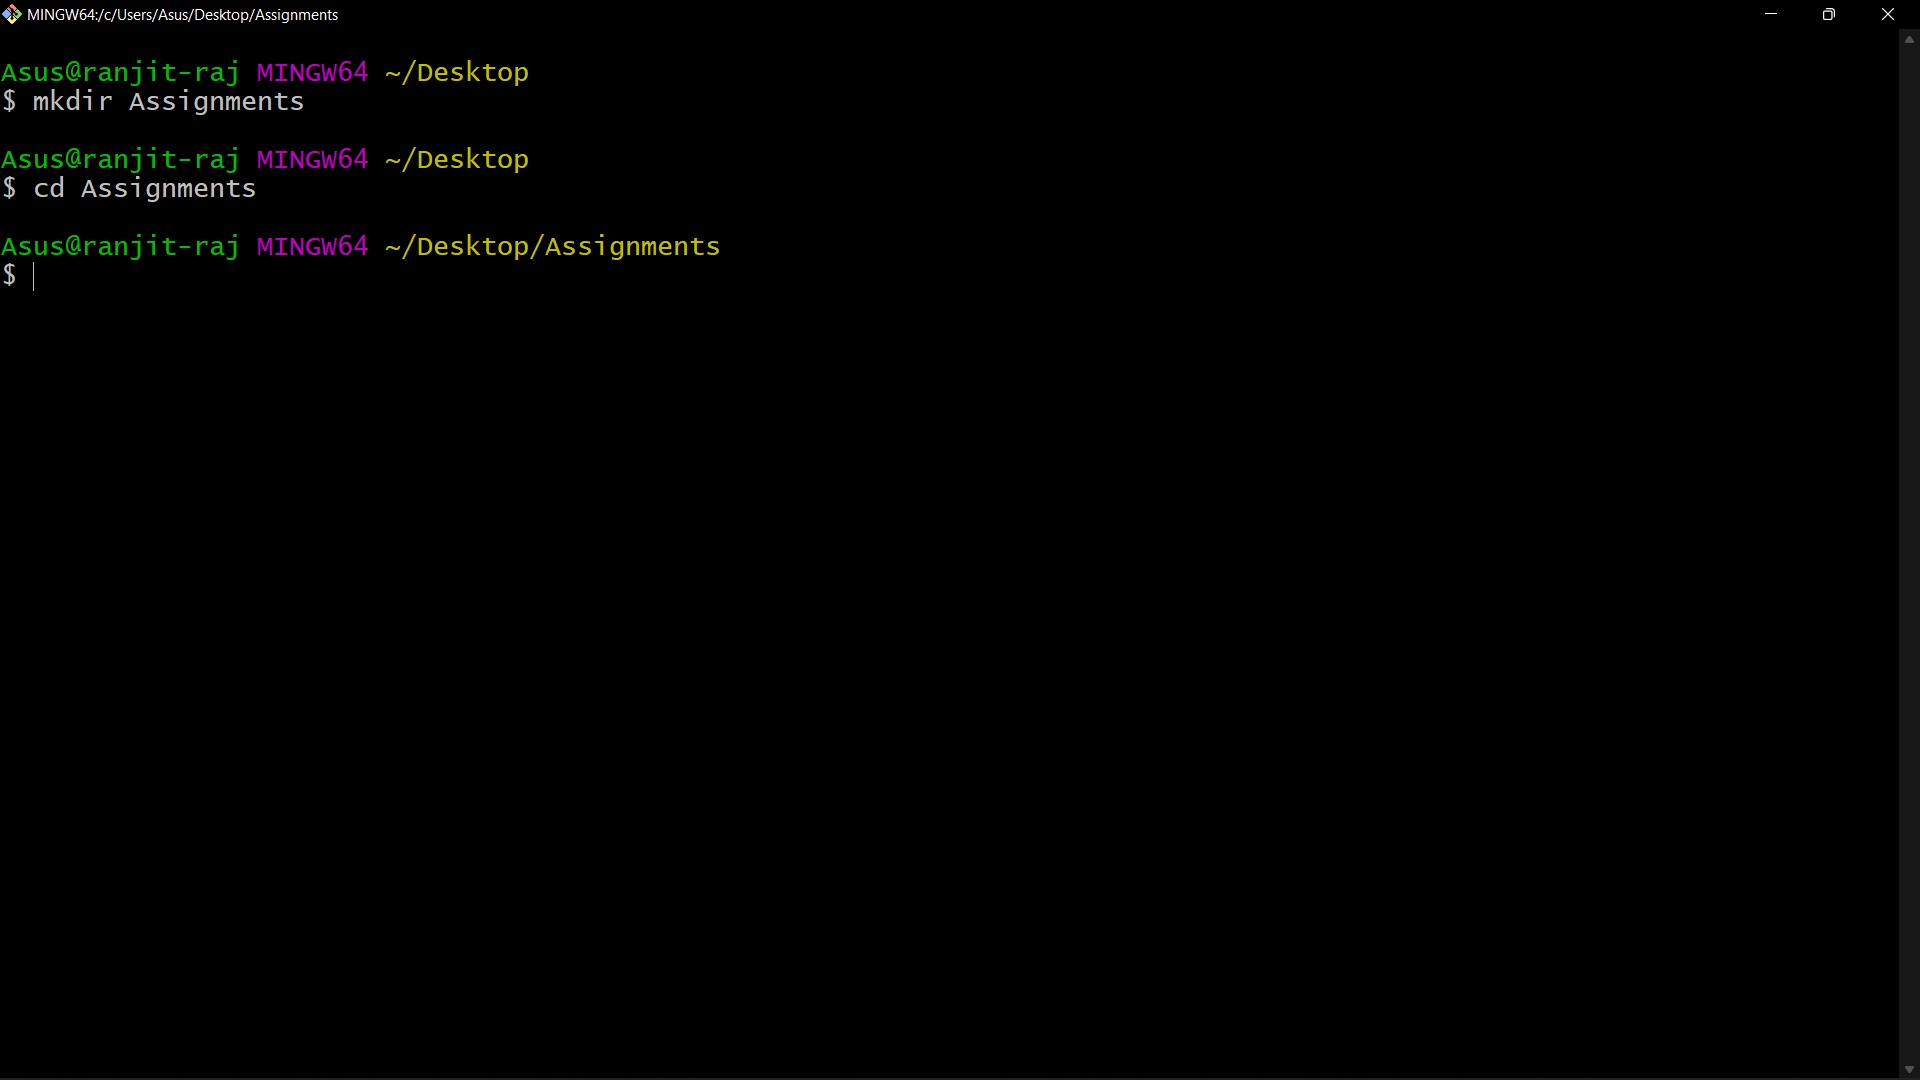 MINGW64:/c/Users/Asus/Desktop/Assignments
Asus@ranjit-raj MINGW64 ~/Desktop
$ mkdir Assignments
Asus@ranjit-raj MINGW64 ~/Desktop
$ cd Assignments
Asus@ranjit-raj MINGW64 ~/Desktop/Assignments
$